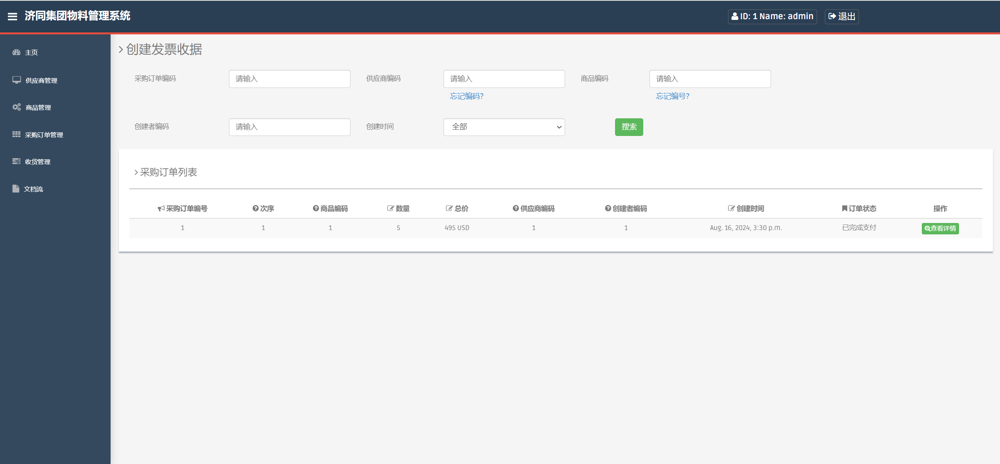 济同集团物料管理系统
ID: 1 Name: admin
退出
主页
供应商管理
商品管理
采购订单管理
收货管理
文档流
创建发票收据
采购订单编码 请输入 供应商编码 请输入 商品编码 请输入
忘记编码? 忘记编号?
创建者编码 请输入 创建时间 全部 搜索
采购订单列表
采购订单编号 次序 商品编码 数量 总价 供应商编码 创建者编码 创建时间 订单状态 操作
1 1 1 5 495 USD 1 1 Aug. 16, 2024, 3:30 p.m. 已完成支付 查看详情